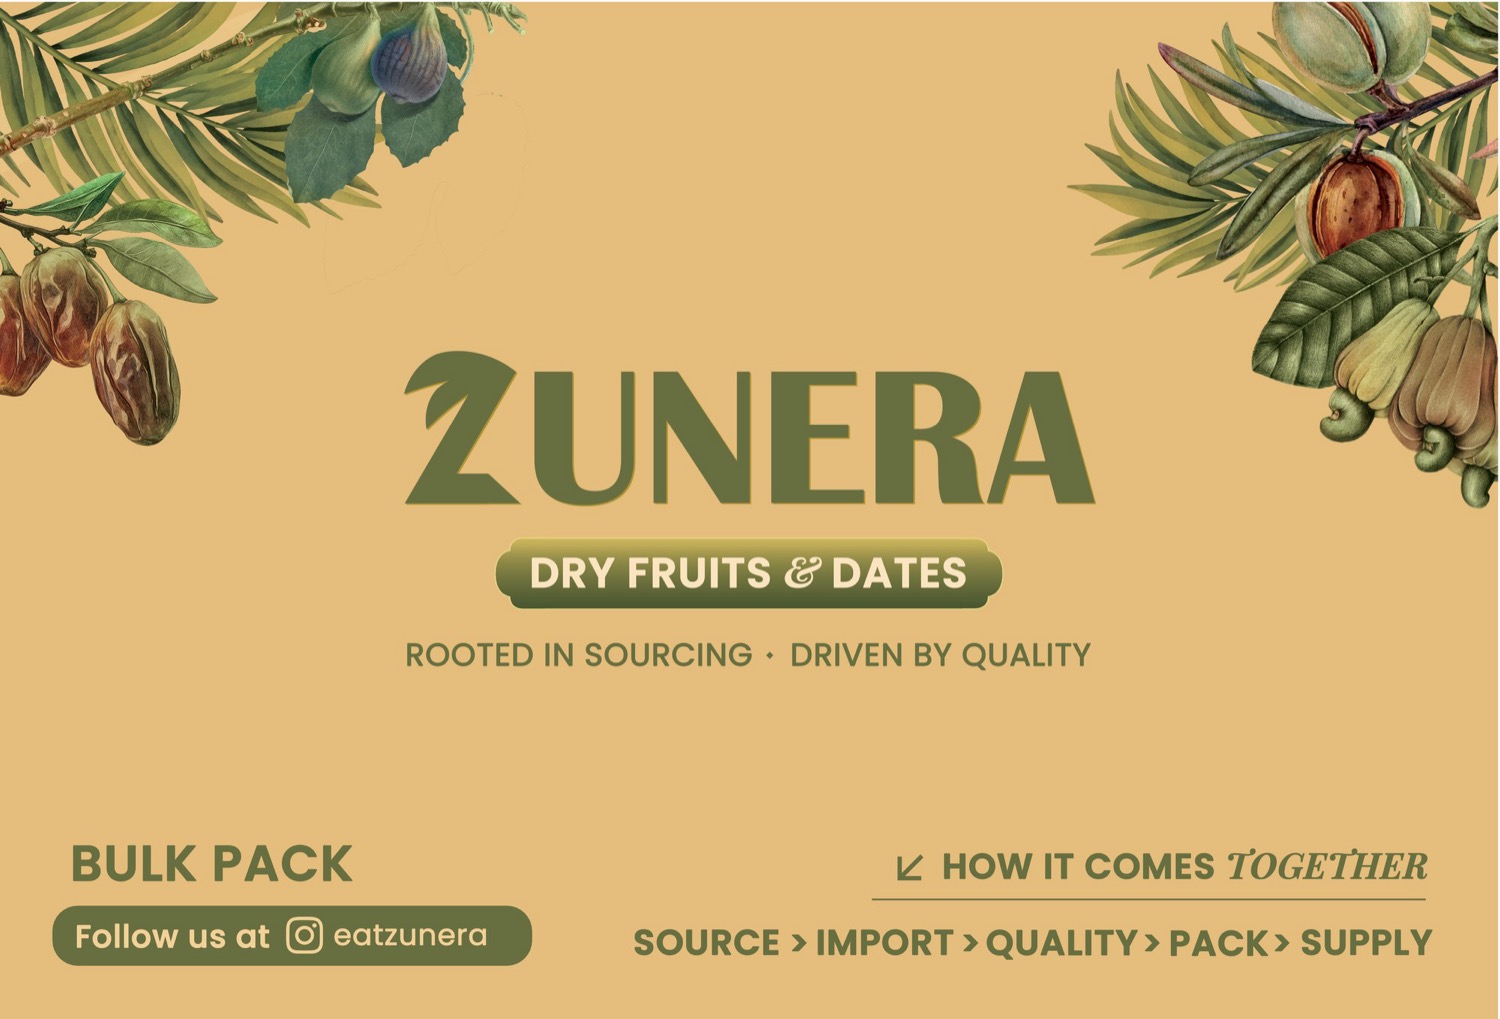 ZUNERA
DRY FRUITS & DATES
ROOTED IN SOURCING · DRIVEN BY QUALITY
BULK PACK
Follow us at eatzunera
HOW IT COMES TOGETHER
SOURCE > IMPORT > QUALITY > PACK > SUPPLY